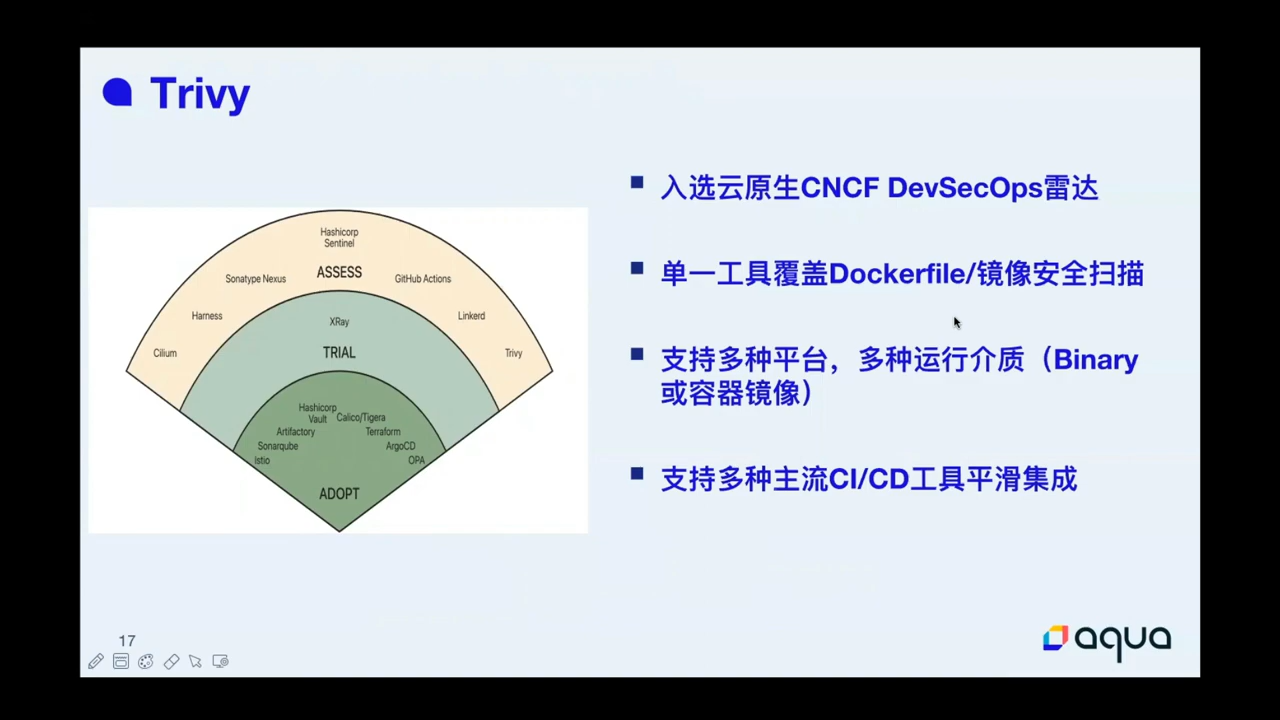 Trivy
Hashicorp
Sentinel
ASSESS
Sonatype Nexus
GitHub Actions
Harness
Linkerd
Cilium
Trivy
XRay
TRIAL
Hashicorp
Vault
Calico/Tigera
Artifactory
Terraform
Sonarqube
ArgoCD
Istio
OPA
ADOPT
入选云原生CNCF DevSecOps雷达
单一工具覆盖Dockerfile/镜像安全扫描
支持多种平台，多种运行介质（Binary
或容器镜像）
支持多种主流CI/CD工具平滑集成
17
aqua